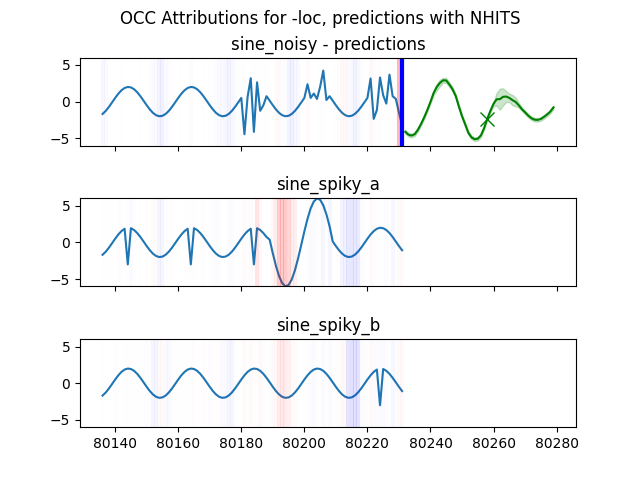 OCC Attributions for -loc, predictions with NHITS
sine_noisy - predictions
5
0
−5
sine_spiky_a
5
0
−5
sine_spiky_b
5
0
−5
80140 80160 80180 80200 80220 80240 80260 80280